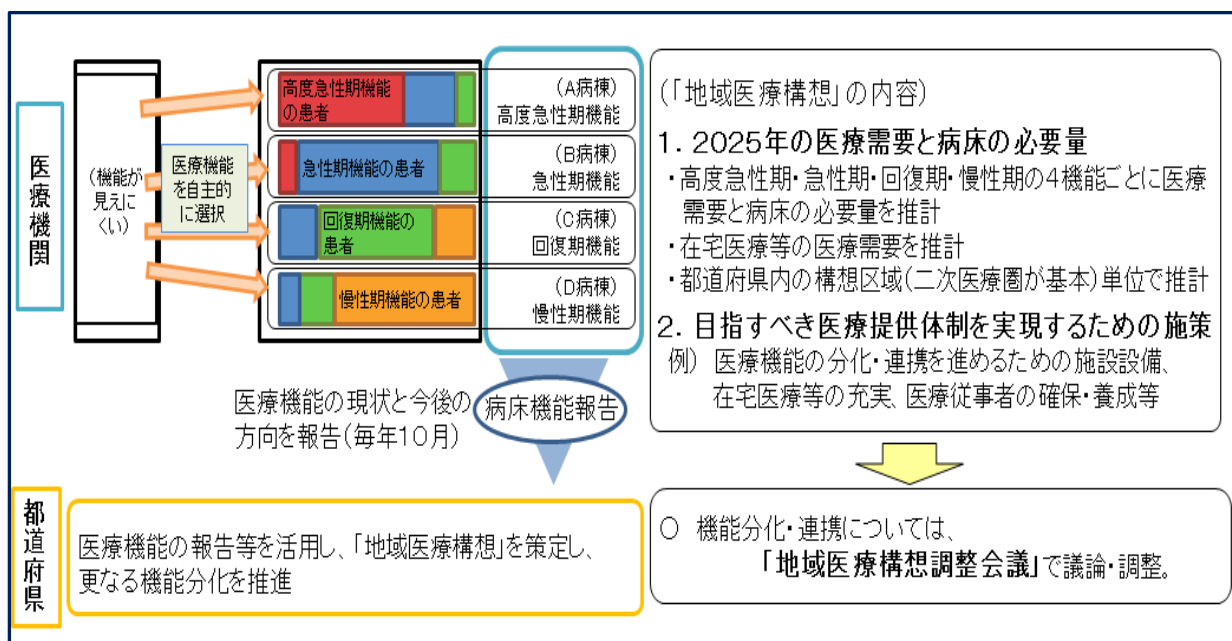 医療機関
(機能が
見えに
くい)
医療機能
を自主的
に選択
高度急性期機能
の患者
(A病棟)
高度急性期機能
急性期機能の患者
(B病棟)
急性期機能
回復期機能の
患者
(C病棟)
回復期機能
慢性期機能の患者
(D病棟)
慢性期機能
医療機能の現状と今後の
方向を報告(毎年10月)
病床機能報告
都道府県
医療機能の報告等を活用し、「地域医療構想」を策定し、
更なる機能分化を推進
(「地域医療構想」の内容)
1. 2025年の医療需要と病床の必要量
・高度急性期・急性期・回復期・慢性期の4機能ごとに医療
需要と病床の必要量を推計
・在宅医療等の医療需要を推計
・都道府県内の構想区域(二次医療圏が基本)単位で推計
2. 目指すべき医療提供体制を実現するための施策
例) 医療機能の分化・連携を進めるための施設設備、
在宅医療等の充実、医療従事者の確保・養成等
○ 機能分化・連携については、
「地域医療構想調整会議」で議論・調整。